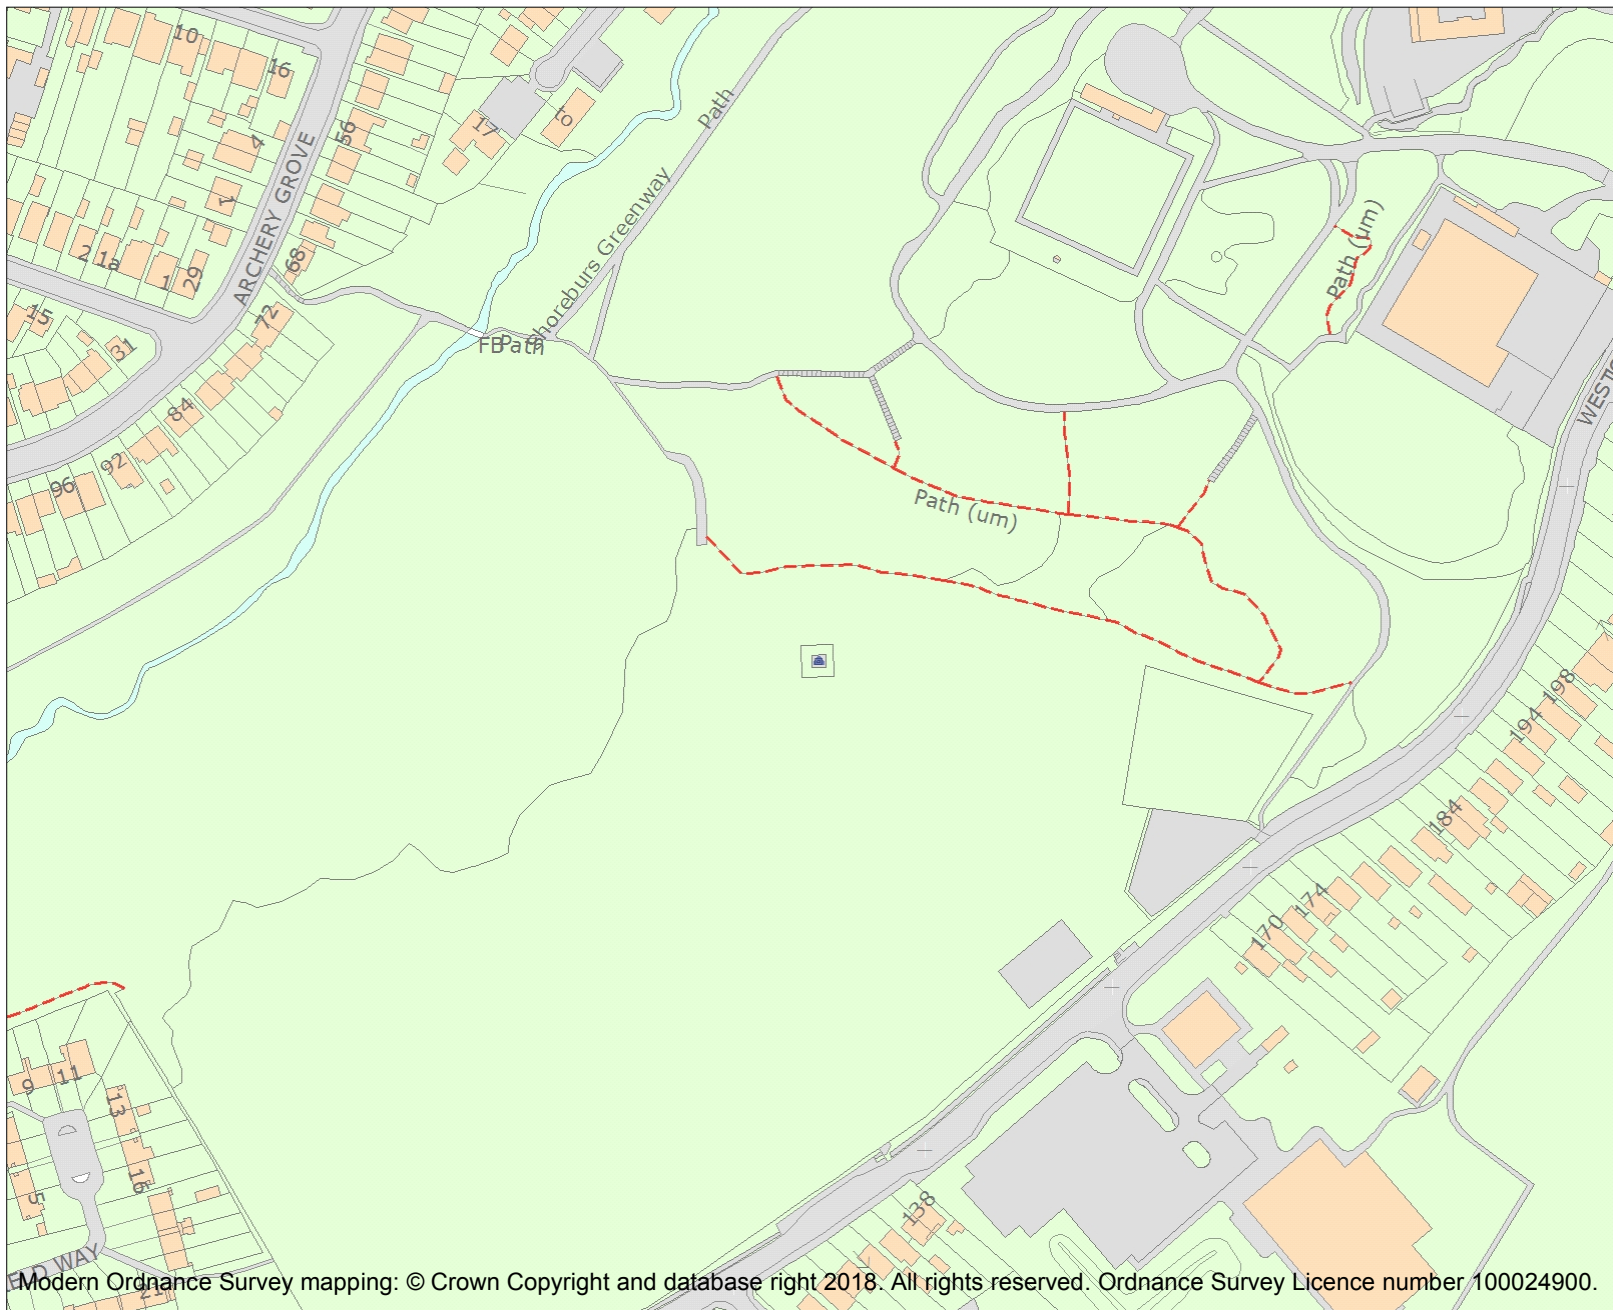 10
16
to
17
Path
4
56
ARCHERY GROVE
1
Shoreburs Greenway
Path (um)
2
1a
68
1
29
15
72
FB
Path
31
WEST
84
92
96
Path (um)
198
194
184
174
170
9
11
13
16
5
138
21
Modern Ordnance Survey mapping: © Crown Copyright and database right 2018. All rights reserved. Ordnance Survey Licence number 100024900.